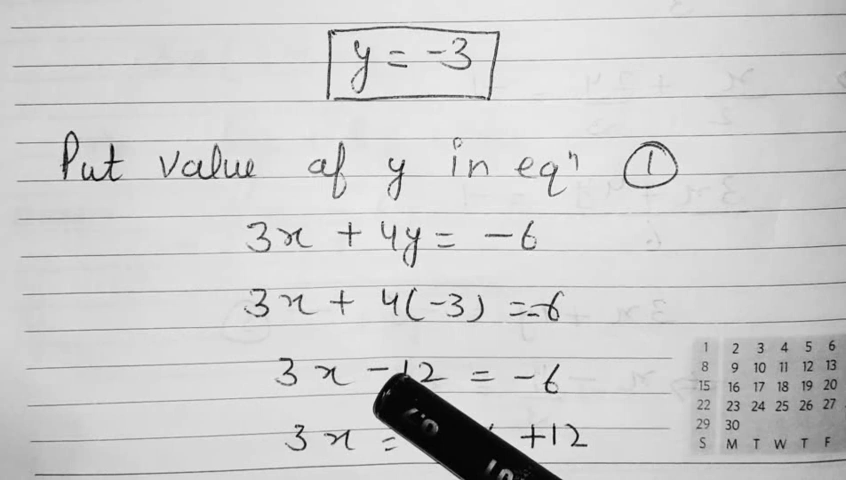 y = -3
Put value of y in eqⁿ ①
3x + 4y = -6
3x + 4(-3) = -6
3x - 12 = -6
3x = +12
0.7
1 2 3 4 5 6
8 9 10 11 12 13
15 16 17 18 19 20
22 23 24 25 26 27
29 30
S M T W T F